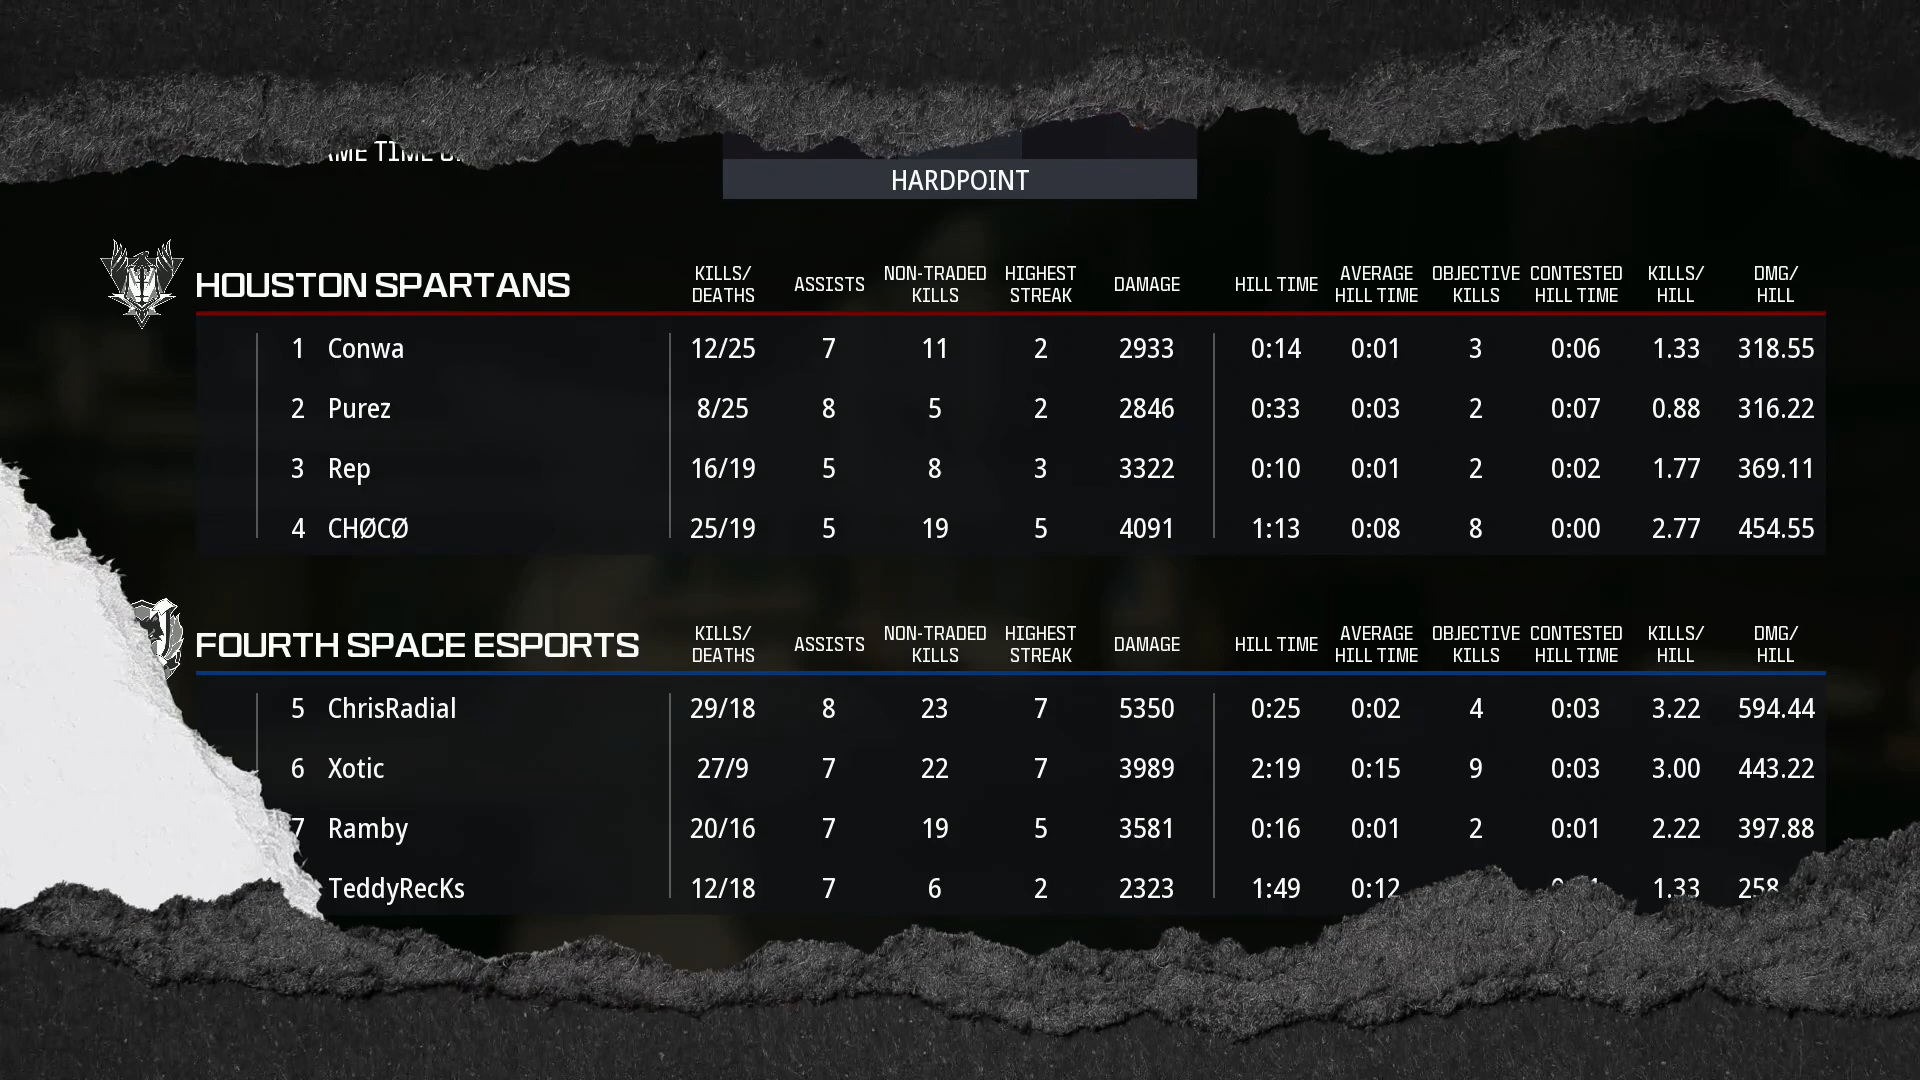 HARDPOINT
HOUSTON SPARTANS KILLS/ DEATHS ASSISTS NON-TRADED KILLS HIGHEST STREAK DAMAGE HILL TIME AVERAGE HILL TIME OBJECTIVE KILLS CONTESTED HILL TIME KILLS/ HILL DMG/ HILL
1 Conwa 12/25 7 11 2 2933 0:14 0:01 3 0:06 1.33 318.55
2 Purez 8/25 8 5 2 2846 0:33 0:03 2 0:07 0.88 316.22
3 Rep 16/19 5 8 3 3322 0:10 0:01 2 0:02 1.77 369.11
4 CHØCØ 25/19 5 19 5 4091 1:13 0:08 8 0:00 2.77 454.55
FOURTH SPACE ESPORTS KILLS/ DEATHS ASSISTS NON-TRADED KILLS HIGHEST STREAK DAMAGE HILL TIME AVERAGE HILL TIME OBJECTIVE KILLS CONTESTED HILL TIME KILLS/ HILL DMG/ HILL
5 ChrisRadial 29/18 8 23 7 5350 0:25 0:02 4 0:03 3.22 594.44
6 Xotic 27/9 7 22 7 3989 2:19 0:15 9 0:03 3.00 443.22
7 Ramby 20/16 7 19 5 3581 0:16 0:01 2 0:01 2.22 397.88
TeddyRecKs 12/18 7 6 2 2323 1:49 0:12 1.33